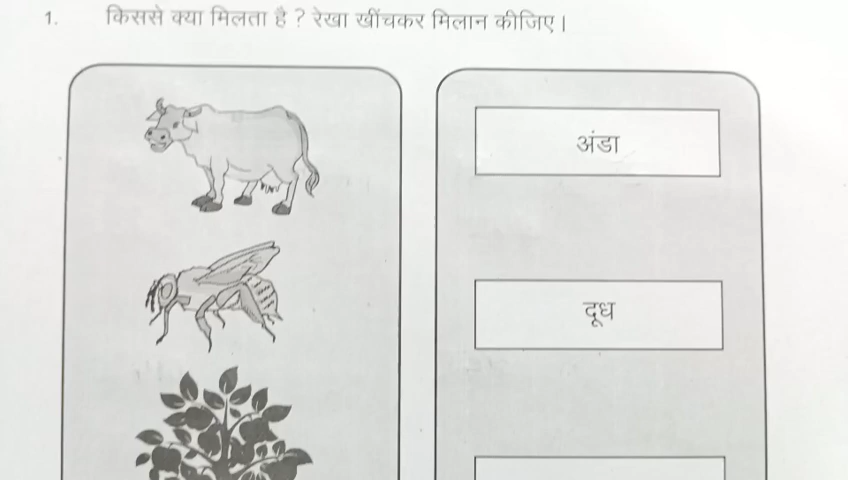 1. किससे क्या मिलता है ? रेखा खींचकर मिलान कीजिए।
अंडा
दूध